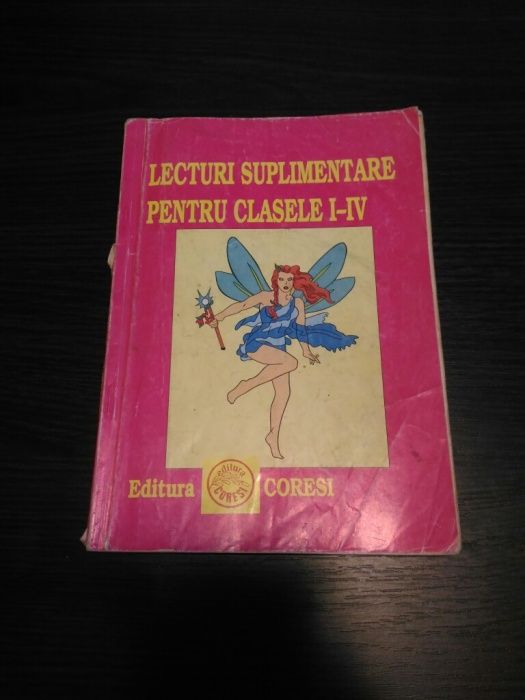 LECTURI SUPLIMENTARE
PENTRU CLASELE I-IV
Editura
editura
CORESI
CORESI